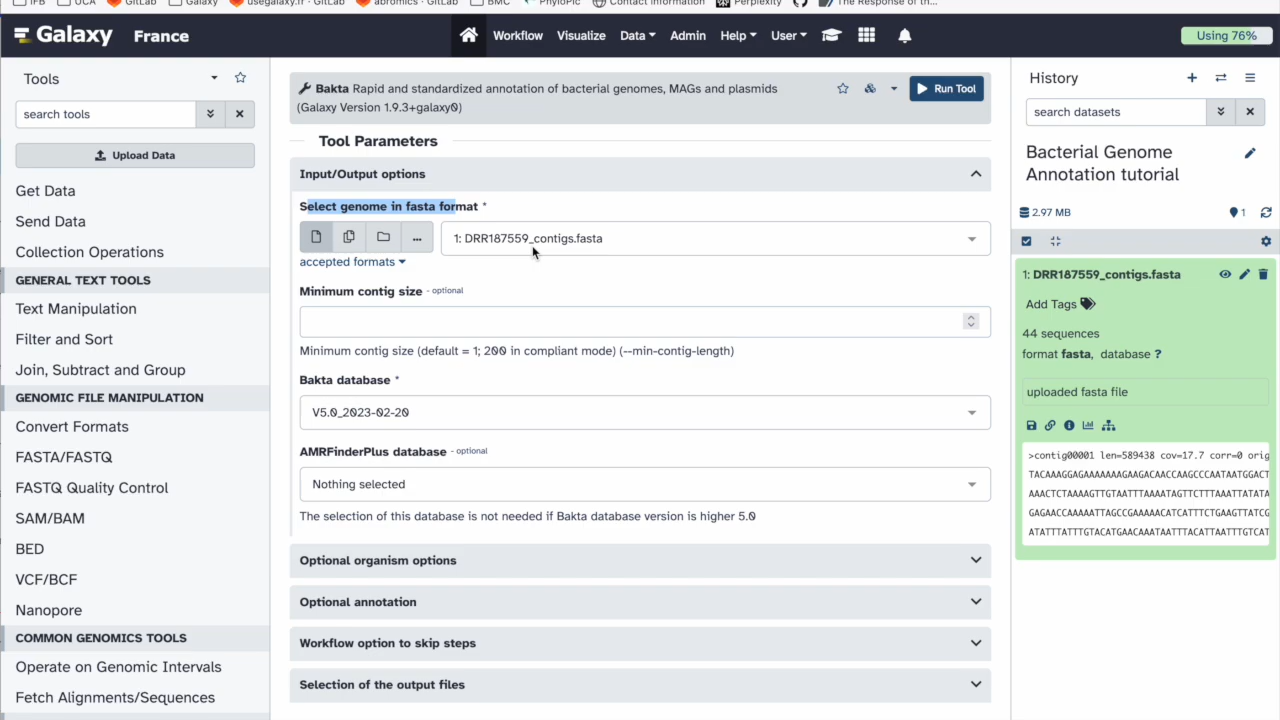 IFB UCA GitLab Galaxy usegalaxy.fr · GitLab abromics · GitLab BMC PhyloPic Contact information Perplexity The Response of th...
Galaxy France Workflow Visualize Data Admin Help User Using 76%
Tools
search tools
Upload Data
Get Data
Send Data
Collection Operations
GENERAL TEXT TOOLS
Text Manipulation
Filter and Sort
Join, Subtract and Group
GENOMIC FILE MANIPULATION
Convert Formats
FASTA/FASTQ
FASTQ Quality Control
SAM/BAM
BED
VCF/BCF
Nanopore
COMMON GENOMICS TOOLS
Operate on Genomic Intervals
Fetch Alignments/Sequences
Bakta Rapid and standardized annotation of bacterial genomes, MAGs and plasmids
(Galaxy Version 1.9.3+galaxy0)
Run Tool
Tool Parameters
Input/Output options
Select genome in fasta format *
1: DRR187559_contigs.fasta
accepted formats
Minimum contig size - optional
Minimum contig size (default = 1; 200 in compliant mode) (--min-contig-length)
Bakta database *
V5.0_2023-02-20
AMRFinderPlus database - optional
Nothing selected
The selection of this database is not needed if Bakta database version is higher 5.0
Optional organism options
Optional annotation
Workflow option to skip steps
Selection of the output files
History
search datasets
Bacterial Genome
Annotation tutorial
2.97 MB 1
1: DRR187559_contigs.fasta
Add Tags
44 sequences
format fasta, database ?
uploaded fasta file
>contig00001 len=589438 cov=17.7 corr=0 orig
TACAAAGGAGAAAAAAAGAAGACAACCAAGCCCAATAATGGACT
AAACTCTAAAAGTTGTAATTTAAAATAGTTCTTTAAATTATATA
GAGAACCAAAAATTAGCCGAAAAACATCATTTCTGAAGTTATCG
ATATTTATTTGTACATGAACAAATAATTTACATTAATTTGTCAT